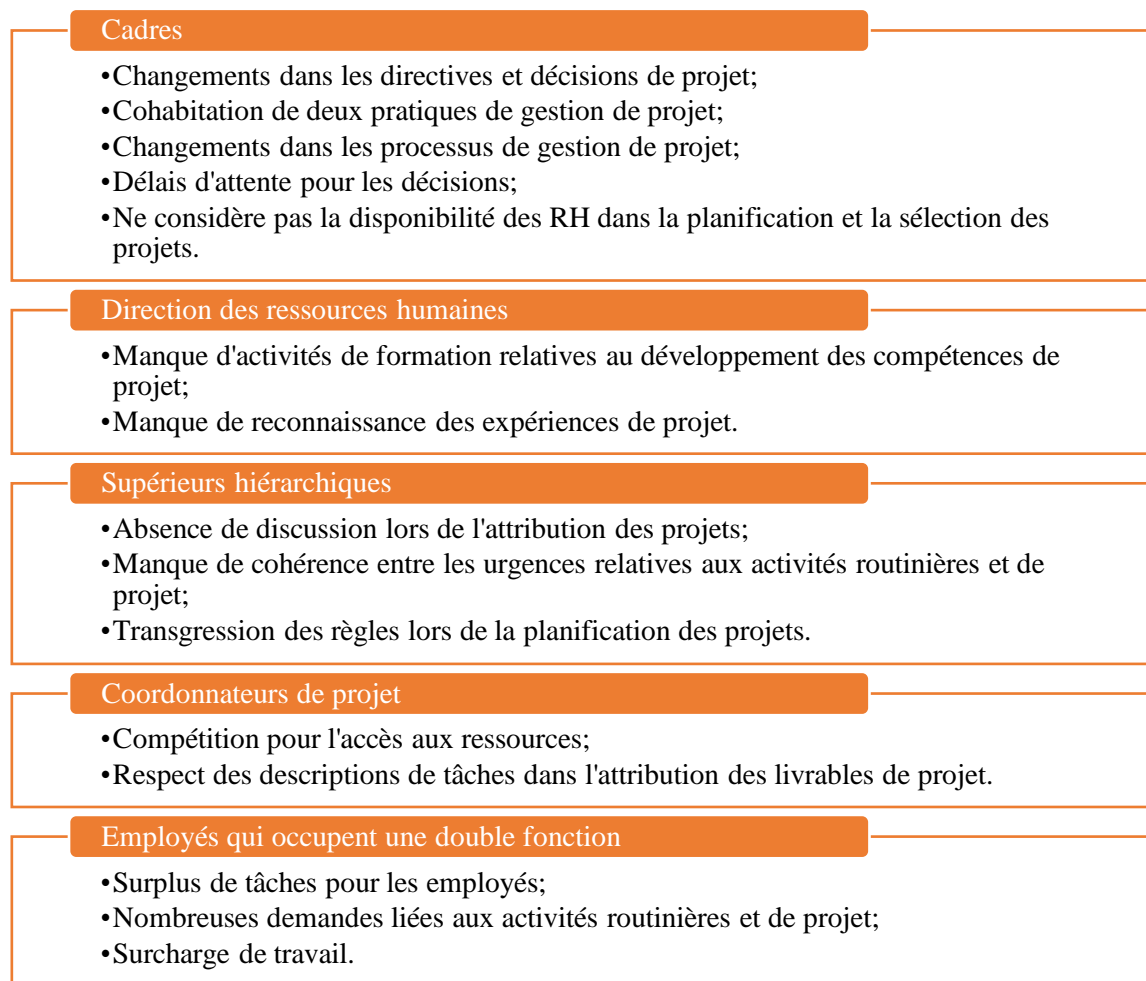 Cadres
•Changements dans les directives et décisions de projet;
•Cohabitation de deux pratiques de gestion de projet;
•Changements dans les processus de gestion de projet;
•Délais d'attente pour les décisions;
•Ne considère pas la disponibilité des RH dans la planification et la sélection des
projets.
Direction des ressources humaines
•Manque d'activités de formation relatives au développement des compétences de
projet;
•Manque de reconnaissance des expériences de projet.
Supérieurs hiérarchiques
•Absence de discussion lors de l'attribution des projets;
•Manque de cohérence entre les urgences relatives aux activités routinières et de
projet;
•Transgression des règles lors de la planification des projets.
Coordonnateurs de projet
•Compétition pour l'accès aux ressources;
•Respect des descriptions de tâches dans l'attribution des livrables de projet.
Employés qui occupent une double fonction
•Surplus de tâches pour les employés;
•Nombreuses demandes liées aux activités routinières et de projet;
•Surcharge de travail.